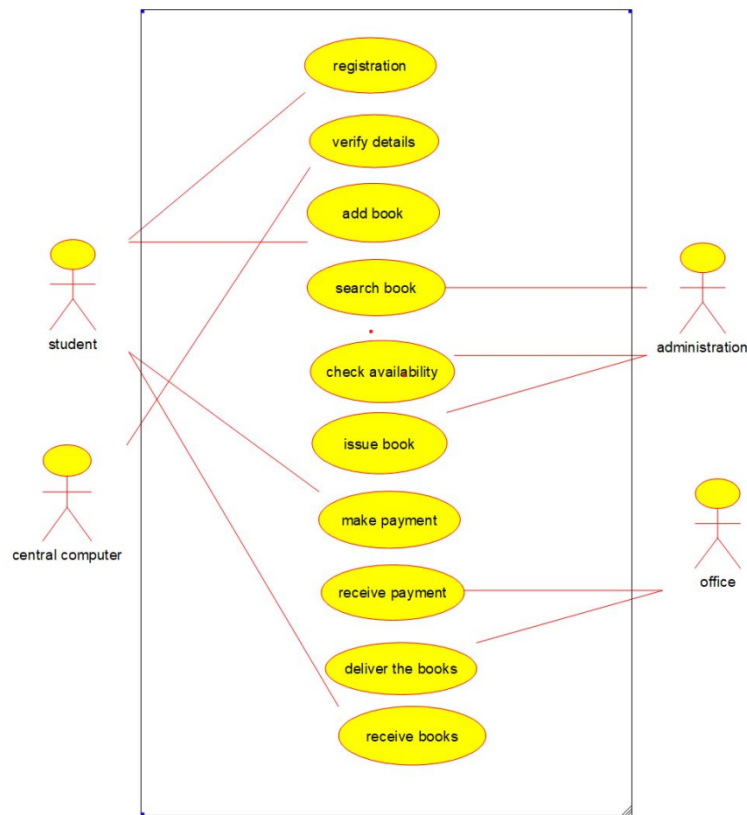 registration
verify details
add book
search book
student
administration
check availability
issue book
make payment
central computer
office
receive payment
deliver the books
receive books